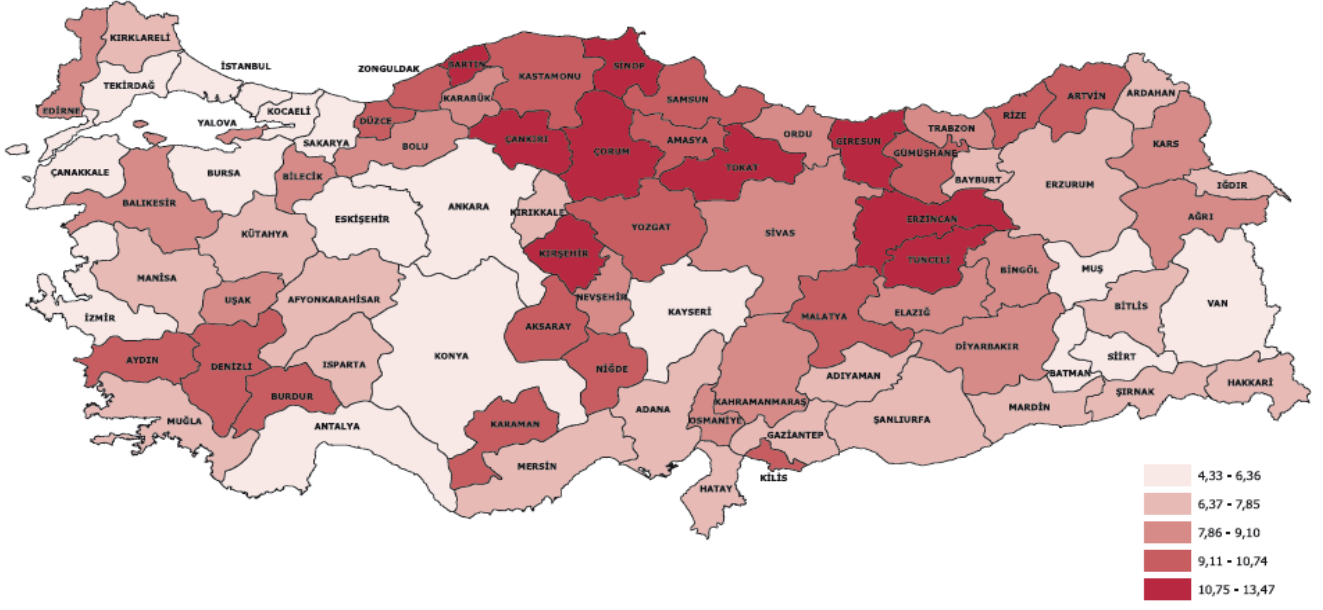 KIRKLARELİ
İSTANBUL
ZONGULDAK
BARTIN
KASTAMONU
SİNOP
TEKİRDAĞ
EDİRNE
KOCAELİ
YALOVA
SAKARYA
DÜZCE
KARABÜK
BOLU
ÇANKIRI
ÇORUM
SAMSUN
AMASYA
TOKAT
ORDU
GİRESUN
TRABZON
GÜMÜŞHANE
RİZE
ARTVİN
ARDAHAN
KARS
BAYBURT
ERZURUM
IĞDIR
AĞRI
ÇANAKKALE
BURSA
BİLECİK
BALIKESİR
KÜTAHYA
ESKİŞEHİR
ANKARA
KIRIKKALE
YOZGAT
SİVAS
ERZİNCAN
TUNCELİ
BİNGÖL
MUŞ
BİTLİS
VAN
MANİSA
UŞAK
AFYONKARAHİSAR
KIRŞEHİR
NEVŞEHİR
KAYSERİ
MALATYA
ELAZIĞ
DİYARBAKIR
SİİRT
BATMAN
İZMİR
AYDIN
DENİZLİ
ISPARTA
KONYA
AKSARAY
NİĞDE
BURDUR
MUĞLA
ANTALYA
KARAMAN
MERSİN
ADANA
OSMANİYE
KAHRAMANMARAŞ
ADIYAMAN
GAZİANTEP
KİLİS
HATAY
ŞANLIURFA
MARDİN
ŞIRNAK
HAKKARİ
4,33 - 6,36
6,37 - 7,85
7,86 - 9,10
9,11 - 10,74
10,75 - 13,47